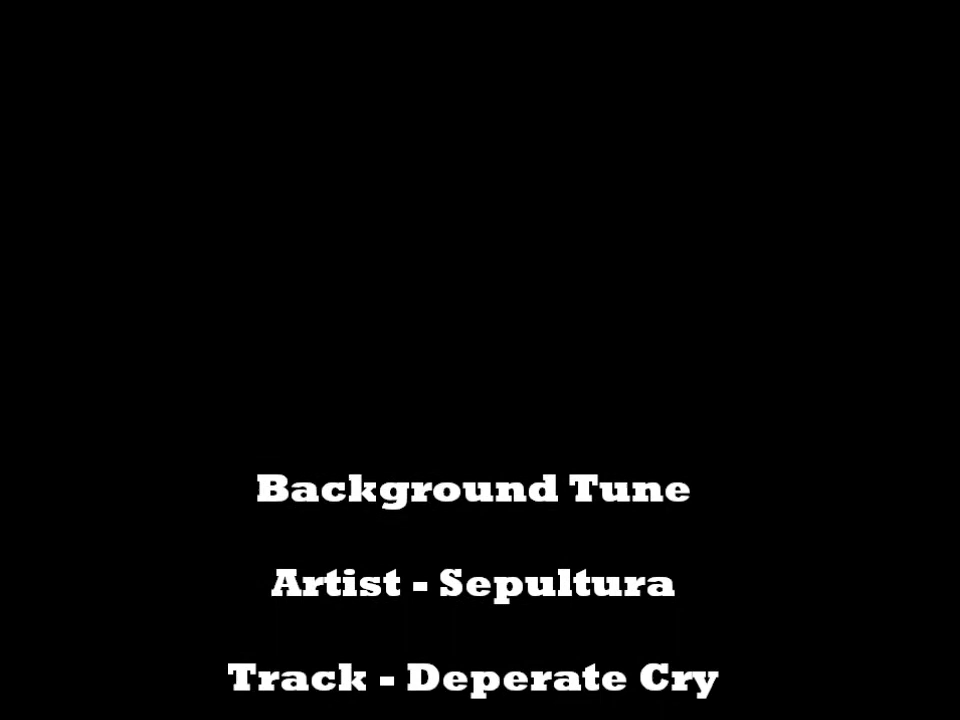 Background Tune
Artist - Sepultura
Track - Deperate Cry